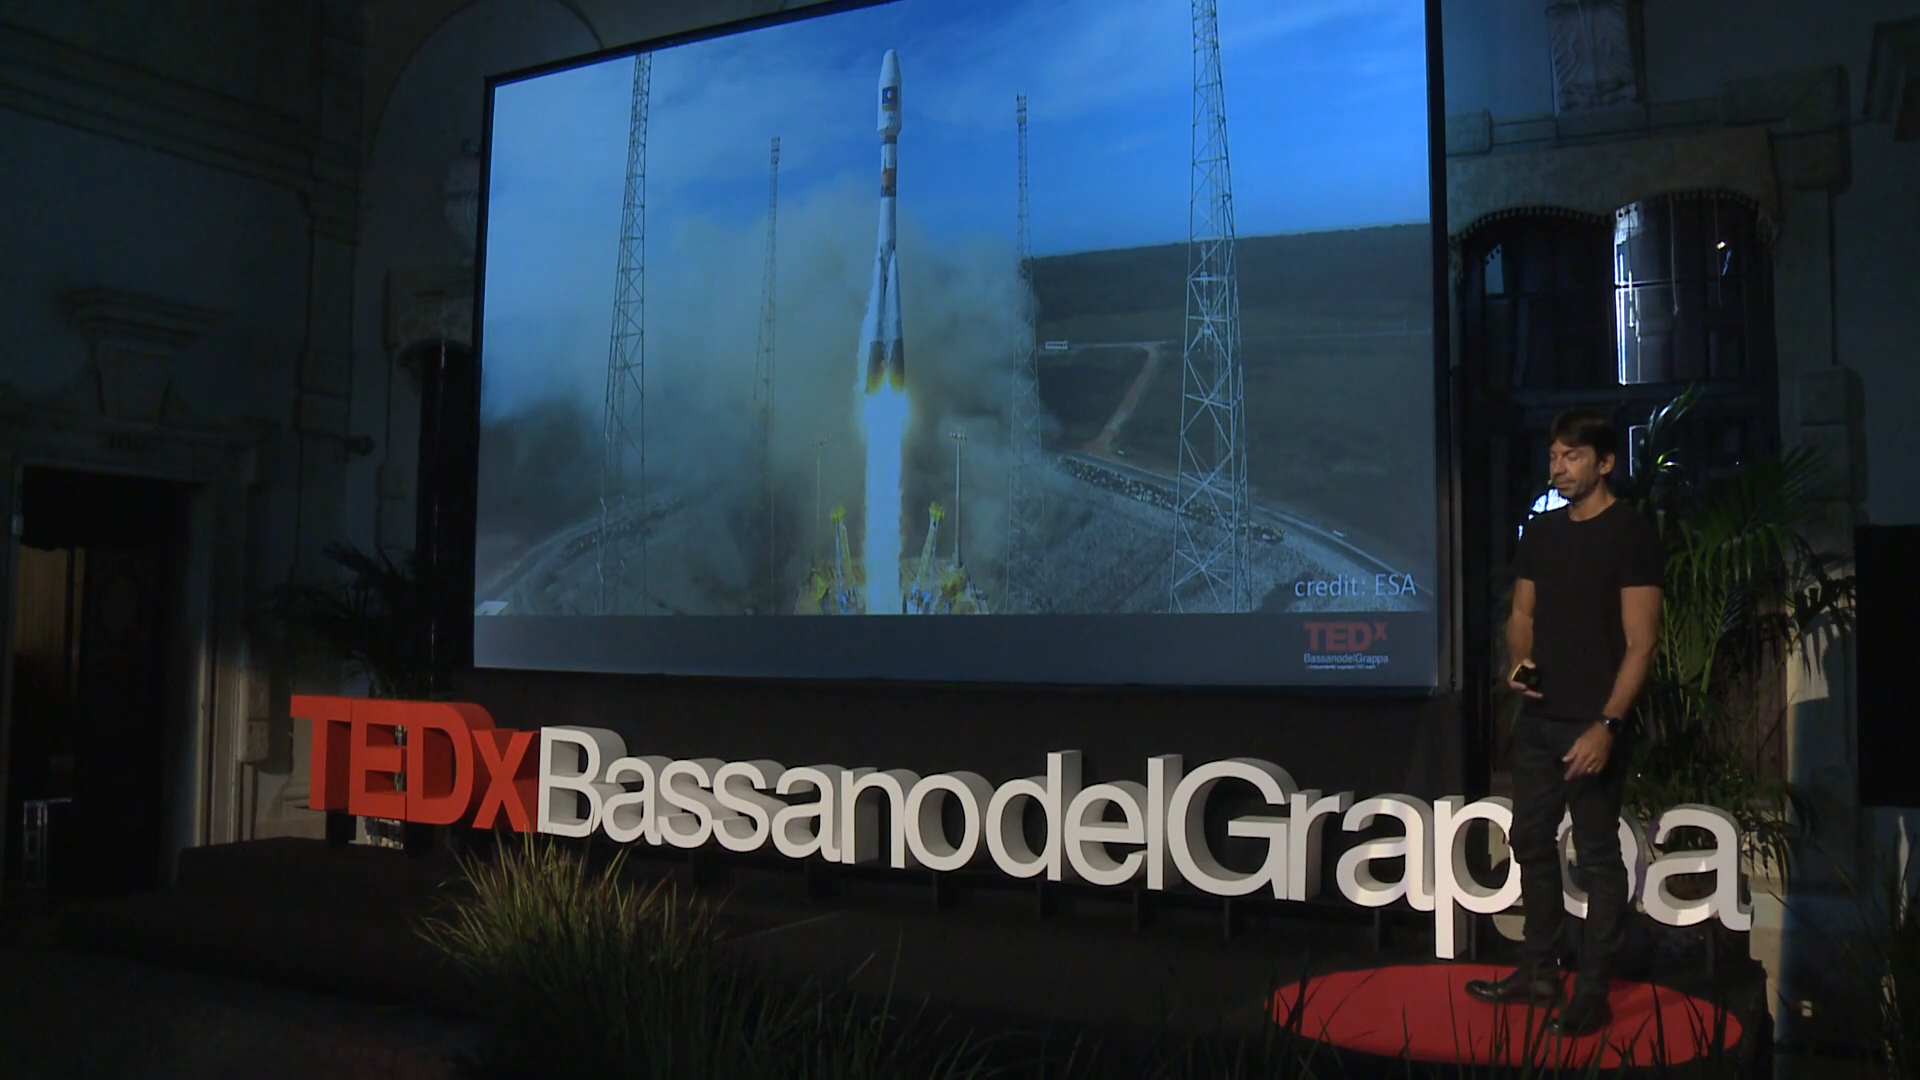 credit: ESA
TEDx
BassanodelGrappa
TEDxBassanodelGrappa